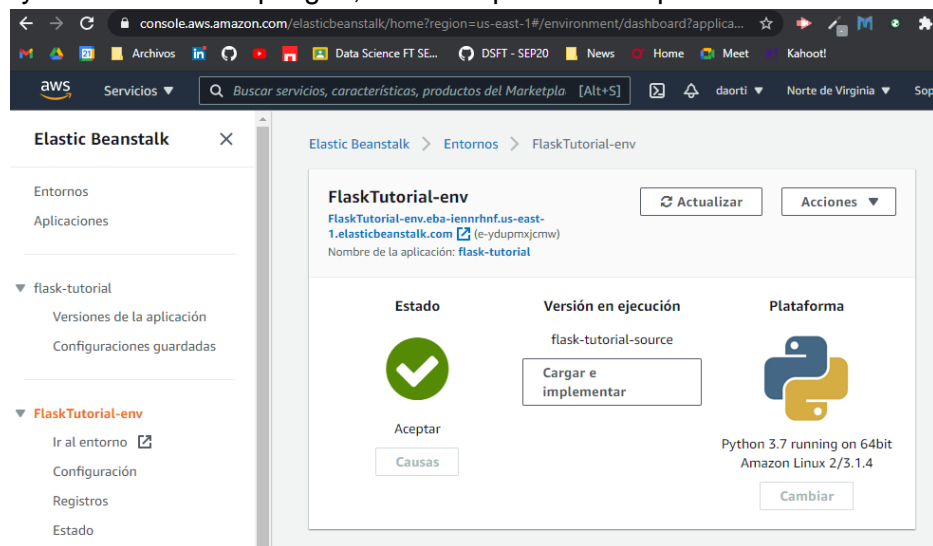 console.aws.amazon.com/elasticbeanstalk/home?region=us-east-1#/environment/dashboard?applica...
Archivos
Data Science FT SE...
DSFT - SEP20
News
Home
Meet
Kahoot!
aws
Servicios ▼
Buscar servicios, características, productos del Marketpla [Alt+S]
daorti ▼
Norte de Virginia ▼
Sop
Elastic Beanstalk
Entornos
Aplicaciones
flask-tutorial
Versiones de la aplicación
Configuraciones guardadas
FlaskTutorial-env
Ir al entorno
Configuración
Registros
Estado
Elastic Beanstalk > Entornos > FlaskTutorial-env
FlaskTutorial-env
FlaskTutorial-env.eba-iennrhnf.us-east-
1.elasticbeanstalk.com (e-ydupmxjcmw)
Nombre de la aplicación: flask-tutorial
Actualizar
Acciones ▼
Estado
Aceptar
Causas
Versión en ejecución
flask-tutorial-source
Cargar e
implementar
Plataforma
Python 3.7 running on 64bit
Amazon Linux 2/3.1.4
Cambiar